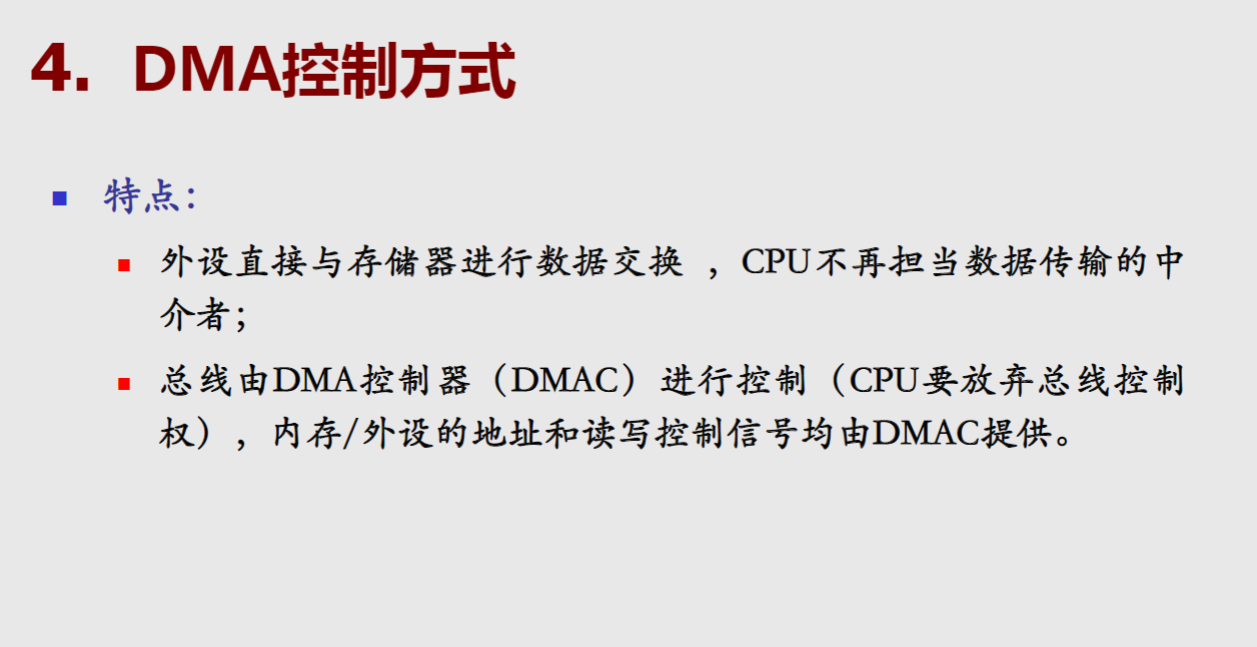 4. DMA控制方式
特点：
外设直接与存储器进行数据交换 ，CPU不再担当数据传输的中
介者；
总线由DMA控制器（DMAC）进行控制（CPU要放弃总线控制
权），内存/外设的地址和读写控制信号均由DMAC提供。